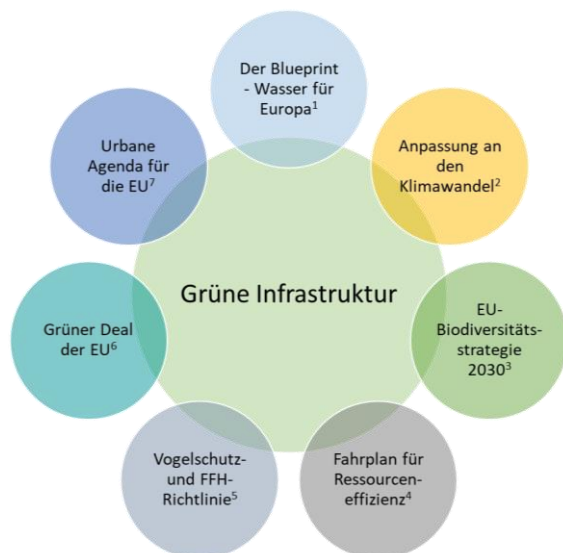 Der Blueprint
- Wasser für
Europa¹
Anpassung an
den
Klimawandel²
EU-
Biodiversitäts-
strategie
2030³
Fahrplan für
Ressourcen-
effizienz⁴
Vogelschutz-
und FFH-
Richtlinie⁵
Grüner Deal
der EU⁶
Urbane
Agenda für
die EU⁷
Grüne Infrastruktur